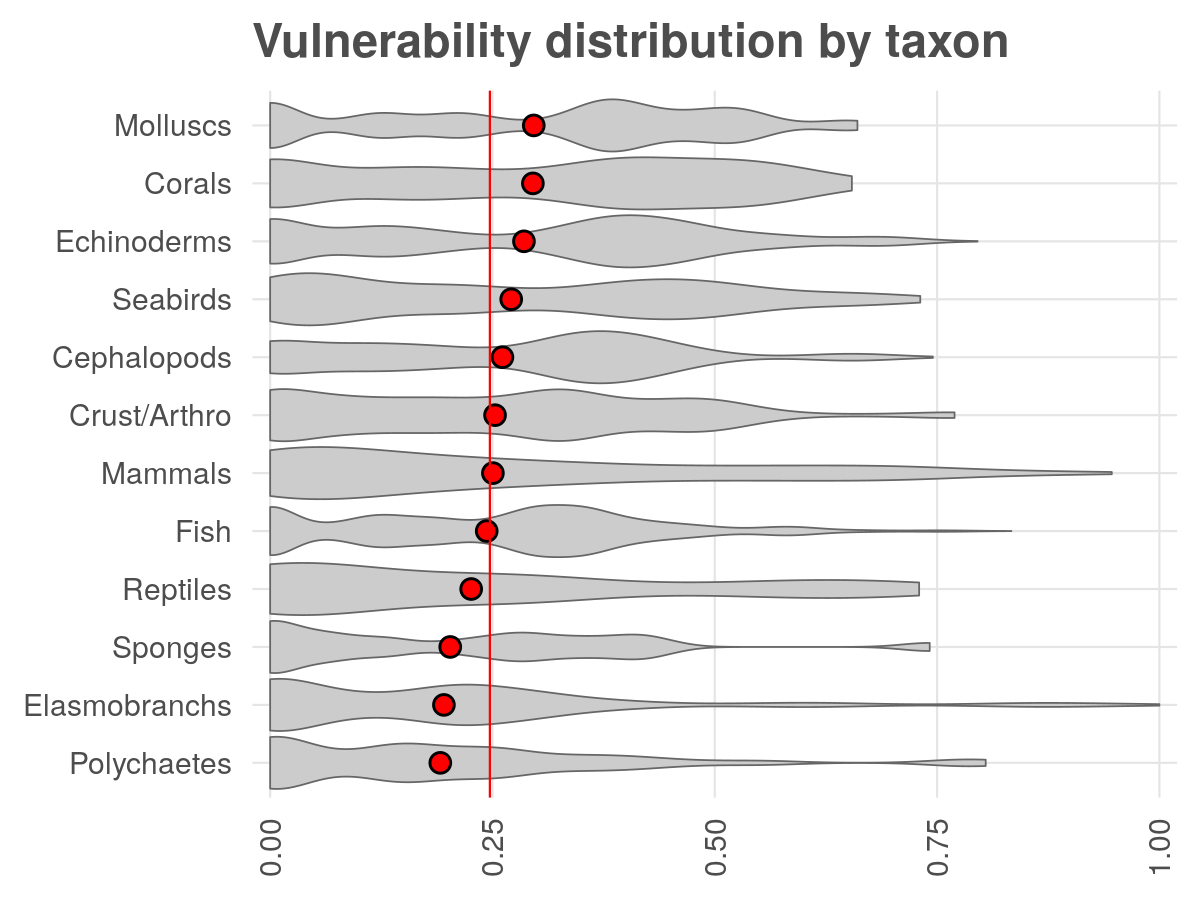 Vulnerability distribution by taxon
Molluscs
Corals
Echinoderms
Seabirds
Cephalopods
Crust/Arthro
Mammals
Fish
Reptiles
Sponges
Elasmobranchs
Polychaetes
0.00
0.25
0.50
0.75
1.00